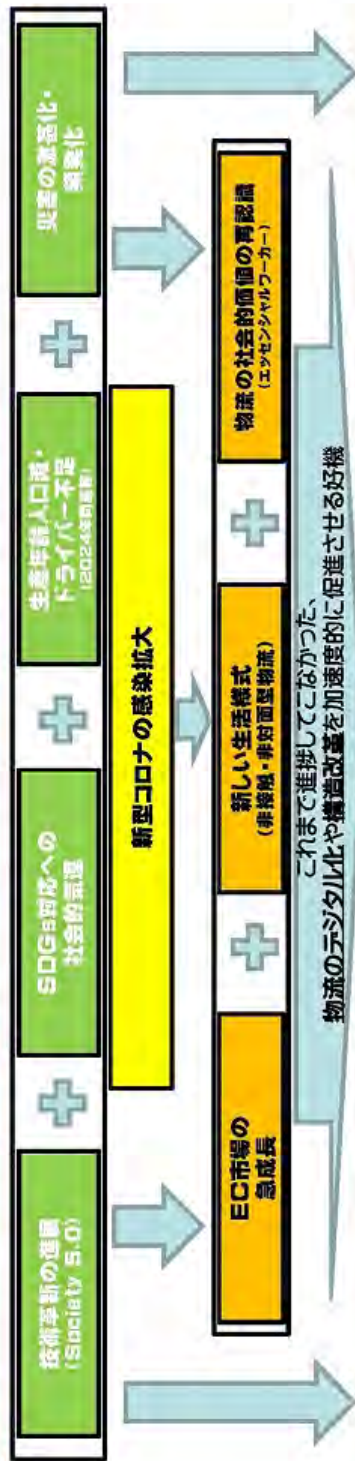 技術革新の進展
(Society 5.0)
SDGs対応への
社会的気運
生産年齢人口減・
ドライバー不足
(2024年問題等)
災害の激甚化・
頻発化
新型コロナの感染拡大
EC市場の
急成長
新しい生活様式
(非接触・非対面型物流)
物流の社会的価値の再認識
(エッセンシャルワーカー)
これまで進捗してこなかった、
物流のデジタル化や構造改革を加速度的に促進させる好機